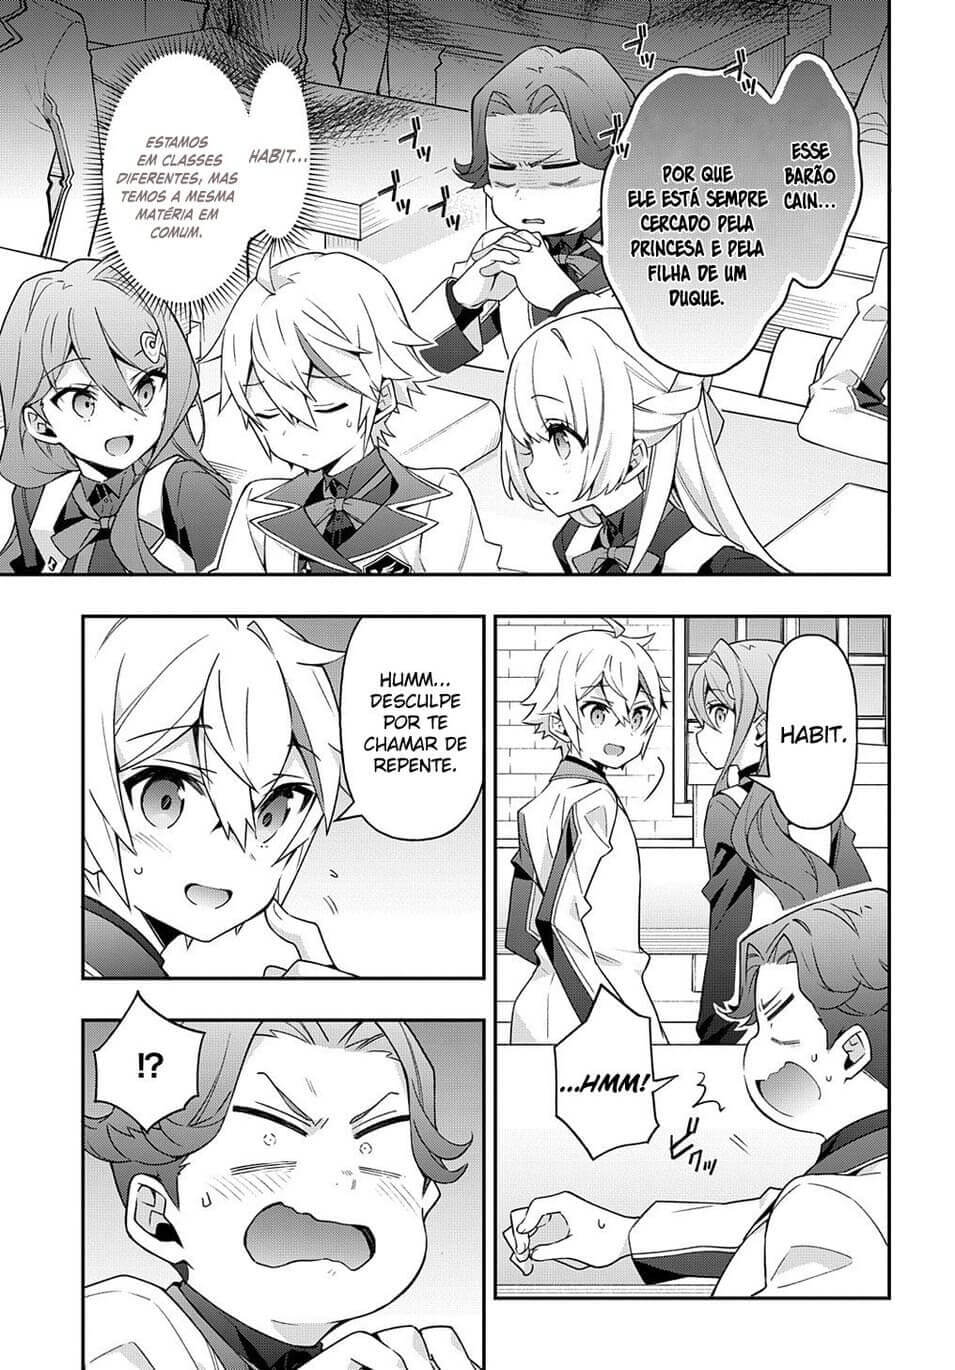 ESSE
BARÃO
CAIN...
POR QUE
ELE ESTÁ SEMPRE
CERCADO PELA
PRINCESA E PELA
FILHA DE UM
DUQUE.
HABIT...
ESTAMOS
EM CLASSES
DIFERENTES, MAS
TEMOS A MESMA
MATÉRIA EM
COMUM.
HABIT.
...HMM!
HUMM...
DESCULPE
POR TE
CHAMAR DE
REPENTE.
!?